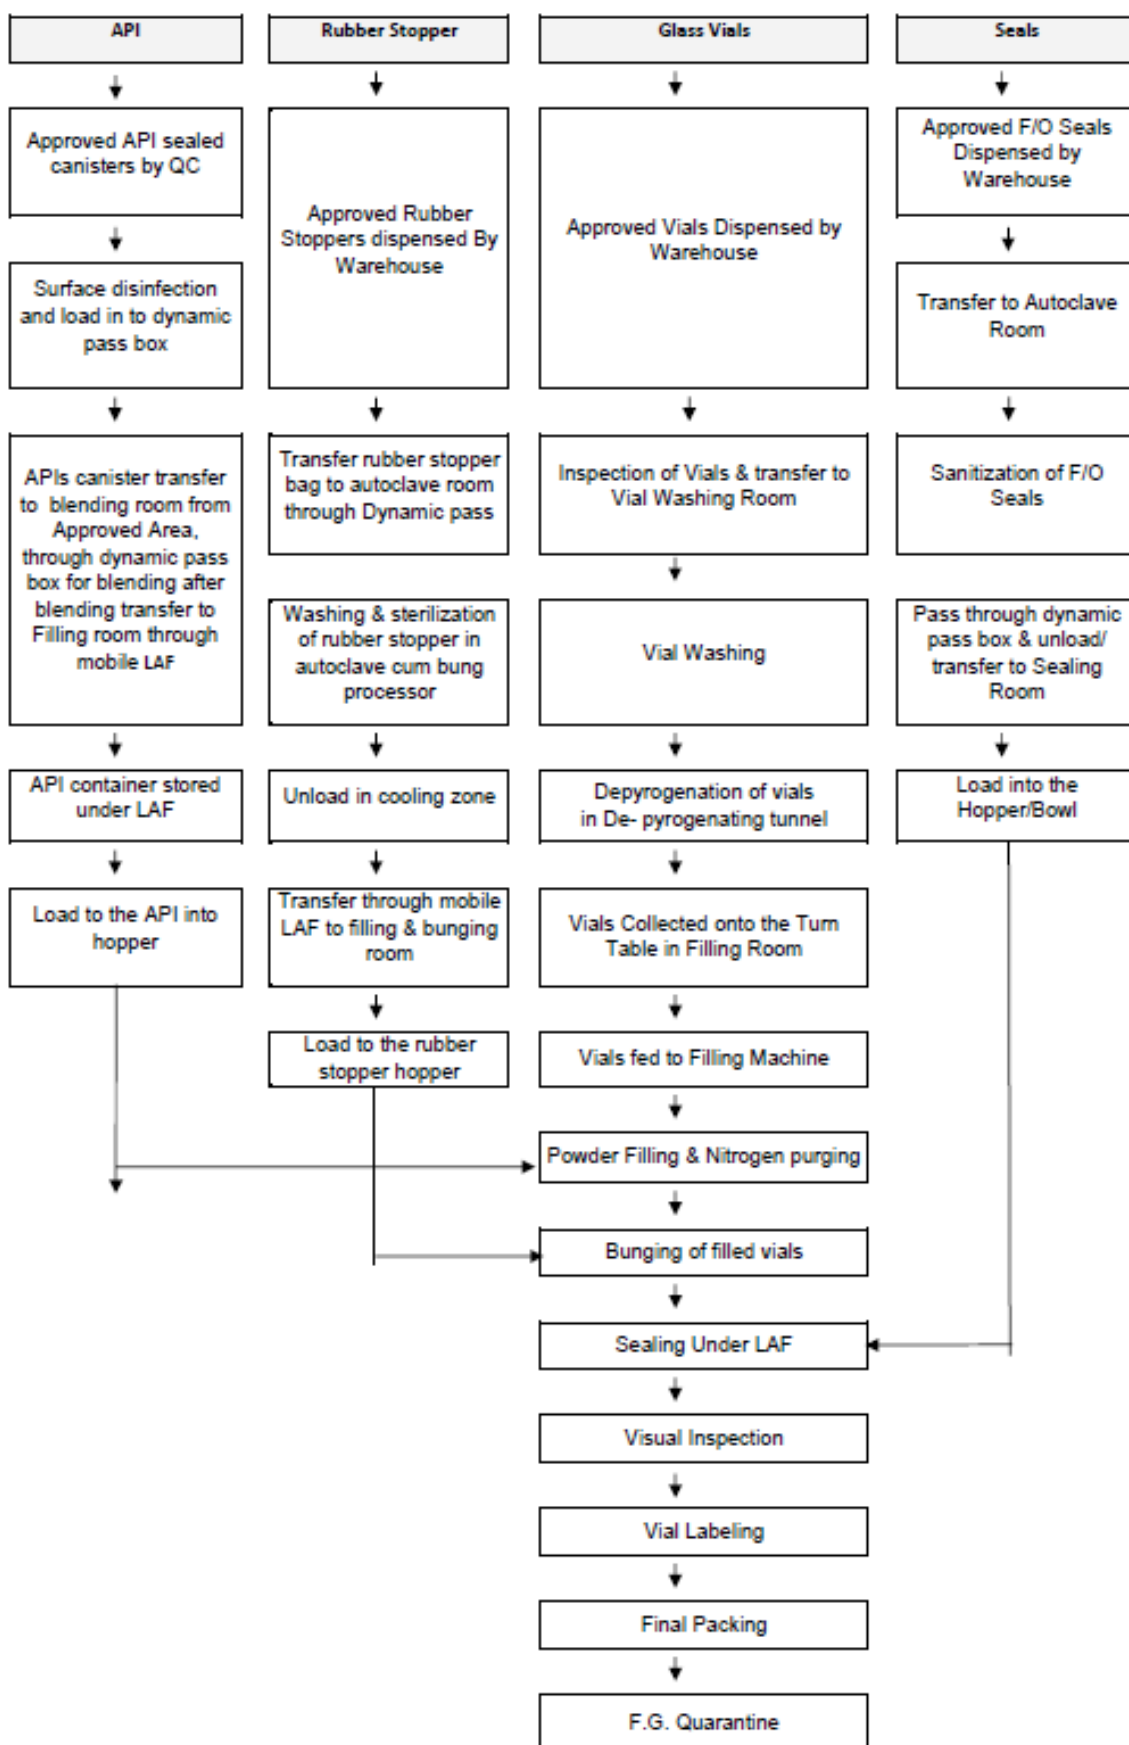 API
Rubber Stopper
Glass Vials
Seals
Approved API sealed
canisters by QC
Approved Rubber
Stoppers dispensed By
Warehouse
Approved Vials Dispensed by
Warehouse
Approved F/O Seals
Dispensed by
Warehouse
Surface disinfection
and load in to dynamic
pass box
Transfer to Autoclave
Room
APIs canister transfer
to blending room from
Approved Area,
through dynamic pass
box for blending after
blending transfer to
Filling room through
mobile LAF
Transfer rubber stopper
bag to autoclave room
through Dynamic pass
Inspection of Vials & transfer to
Vial Washing Room
Sanitization of F/O
Seals
Washing & sterilization
of rubber stopper in
autoclave cum bung
processor
Vial Washing
Pass through dynamic
pass box & unload/
transfer to Sealing
Room
API container stored
under LAF
Unload in cooling zone
Depyrogenation of vials
in De- pyrogenating tunnel
Load into the
Hopper/Bowl
Load to the API into
hopper
Transfer through mobile
LAF to filling & bunging
room
Vials Collected onto the Turn
Table in Filling Room
Load to the rubber
stopper hopper
Vials fed to Filling Machine
Powder Filling & Nitrogen purging
Bunging of filled vials
Sealing Under LAF
Visual Inspection
Vial Labeling
Final Packing
F.G. Quarantine